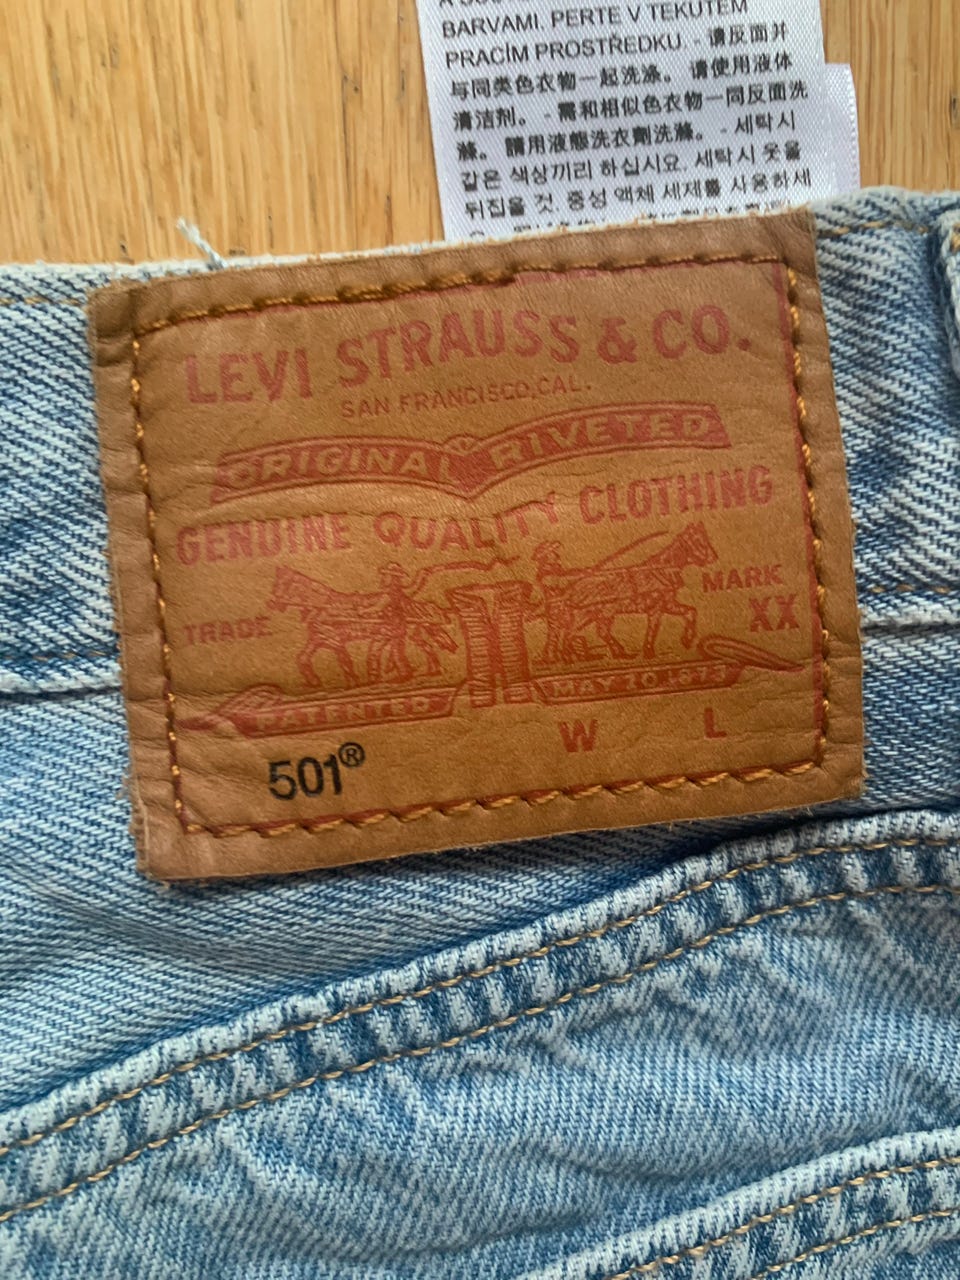 BARVAMI. PERTE V TEKUTÉM
PRACÍM PROSTŘEDKU. - 请反面并
与同类色衣物一起洗涤。请使用液体
清洁剂。 - 需和相似色衣物一同反面洗
滌。請用液態洗衣劑洗滌。 - 세탁시
같은 색상끼리 하십시요. 세탁시 옷을
뒤집을 것. 중성 액체 세제를 사용하세
LEVI STRAUSS & CO.
SAN FRANCISCO, CAL.
ORIGINAL RIVETED
GENUINE QUALITY CLOTHING
TRADE MARK
XX
PATENTED MAY 20 1873
W L
501®